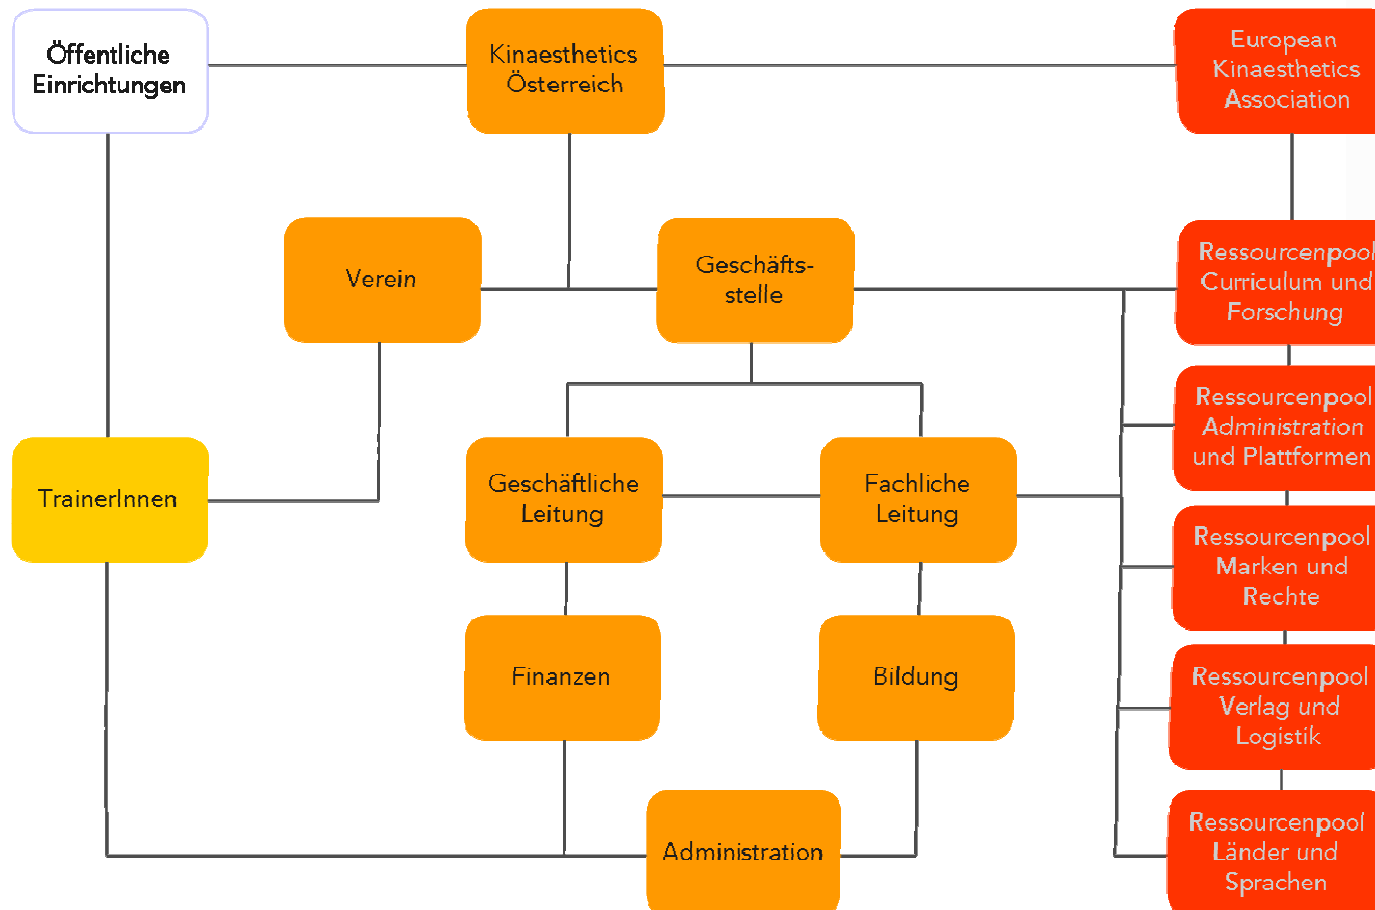 Öffentliche
Einrichtungen
Kinaesthetics
Österreich
European
Kinaesthetics
Association
Verein
Geschäfts-
stelle
Ressourcenpool
Curriculum und
Forschung
Ressourcenpool
Administration
und Plattformen
TrainerInnen
Geschäftliche
Leitung
Fachliche
Leitung
Ressourcenpool
Marken und
Rechte
Finanzen
Bildung
Ressourcenpool
Verlag und
Logistik
Administration
Ressourcenpool
Länder und
Sprachen